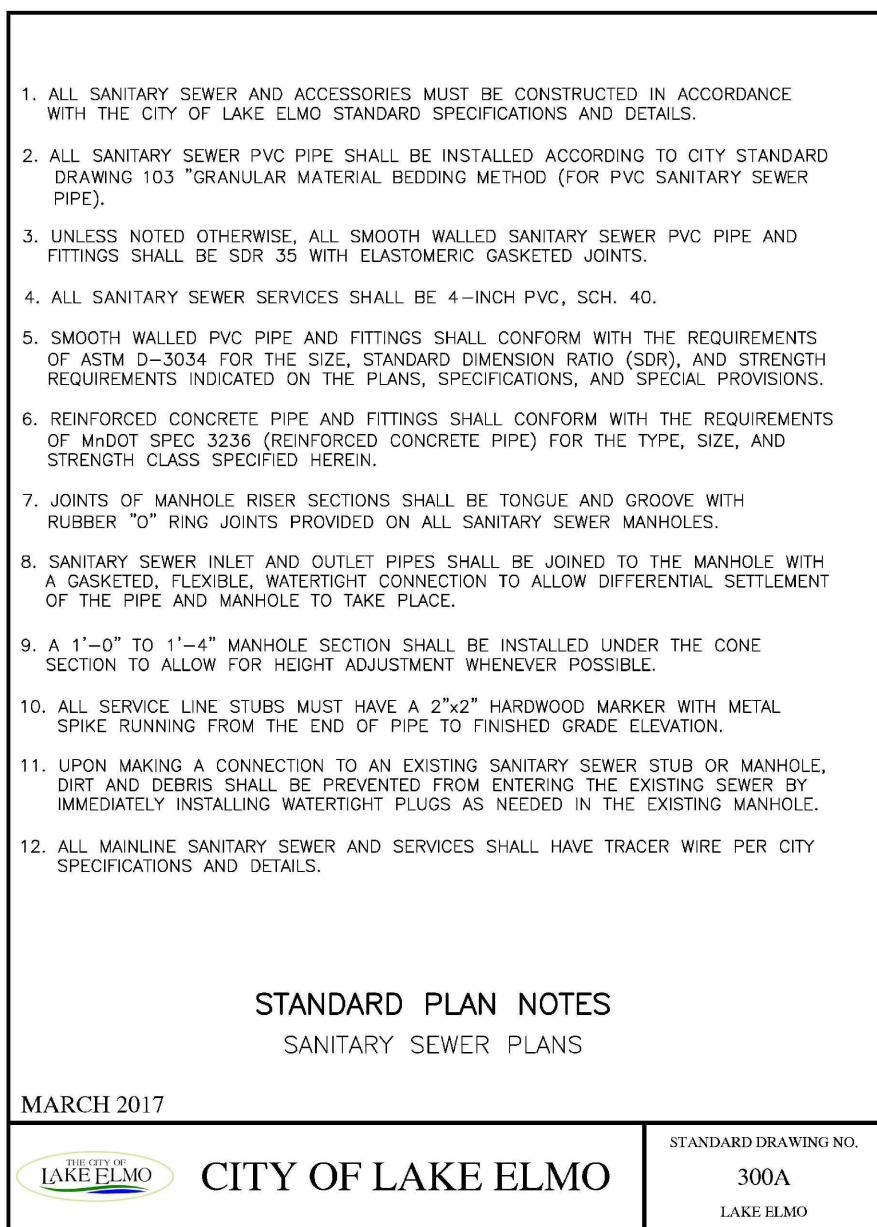 1. ALL SANITARY SEWER AND ACCESSORIES MUST BE CONSTRUCTED IN ACCORDANCE
WITH THE CITY OF LAKE ELMO STANDARD SPECIFICATIONS AND DETAILS.
2. ALL SANITARY SEWER PVC PIPE SHALL BE INSTALLED ACCORDING TO CITY STANDARD
DRAWING 103 "GRANULAR MATERIAL BEDDING METHOD (FOR PVC SANITARY SEWER
PIPE).
3. UNLESS NOTED OTHERWISE, ALL SMOOTH WALLED SANITARY SEWER PVC PIPE AND
FITTINGS SHALL BE SDR 35 WITH ELASTOMERIC GASKETED JOINTS.
4. ALL SANITARY SEWER SERVICES SHALL BE 4-INCH PVC, SCH. 40.
5. SMOOTH WALLED PVC PIPE AND FITTINGS SHALL CONFORM WITH THE REQUIREMENTS
OF ASTM D-3034 FOR THE SIZE, STANDARD DIMENSION RATIO (SDR), AND STRENGTH
REQUIREMENTS INDICATED ON THE PLANS, SPECIFICATIONS, AND SPECIAL PROVISIONS.
6. REINFORCED CONCRETE PIPE AND FITTINGS SHALL CONFORM WITH THE REQUIREMENTS
OF MnDOT SPEC 3236 (REINFORCED CONCRETE PIPE) FOR THE TYPE, SIZE, AND
STRENGTH CLASS SPECIFIED HEREIN.
7. JOINTS OF MANHOLE RISER SECTIONS SHALL BE TONGUE AND GROOVE WITH
RUBBER "O" RING JOINTS PROVIDED ON ALL SANITARY SEWER MANHOLES.
8. SANITARY SEWER INLET AND OUTLET PIPES SHALL BE JOINED TO THE MANHOLE WITH
A GASKETED, FLEXIBLE, WATERTIGHT CONNECTION TO ALLOW DIFFERENTIAL SETTLEMENT
OF THE PIPE AND MANHOLE TO TAKE PLACE.
9. A 1'-0" TO 1'-4" MANHOLE SECTION SHALL BE INSTALLED UNDER THE CONE
SECTION TO ALLOW FOR HEIGHT ADJUSTMENT WHENEVER POSSIBLE.
10. ALL SERVICE LINE STUBS MUST HAVE A 2"x2" HARDWOOD MARKER WITH METAL
SPIKE RUNNING FROM THE END OF PIPE TO FINISHED GRADE ELEVATION.
11. UPON MAKING A CONNECTION TO AN EXISTING SANITARY SEWER STUB OR MANHOLE,
DIRT AND DEBRIS SHALL BE PREVENTED FROM ENTERING THE EXISTING SEWER BY
IMMEDIATELY INSTALLING WATERTIGHT PLUGS AS NEEDED IN THE EXISTING MANHOLE.
12. ALL MAINLINE SANITARY SEWER AND SERVICES SHALL HAVE TRACER WIRE PER CITY
SPECIFICATIONS AND DETAILS.
STANDARD PLAN NOTES
SANITARY SEWER PLANS
MARCH 2017
THE CITY OF
LAKE ELMO
CITY OF LAKE ELMO
STANDARD DRAWING NO.
300A
LAKE ELMO